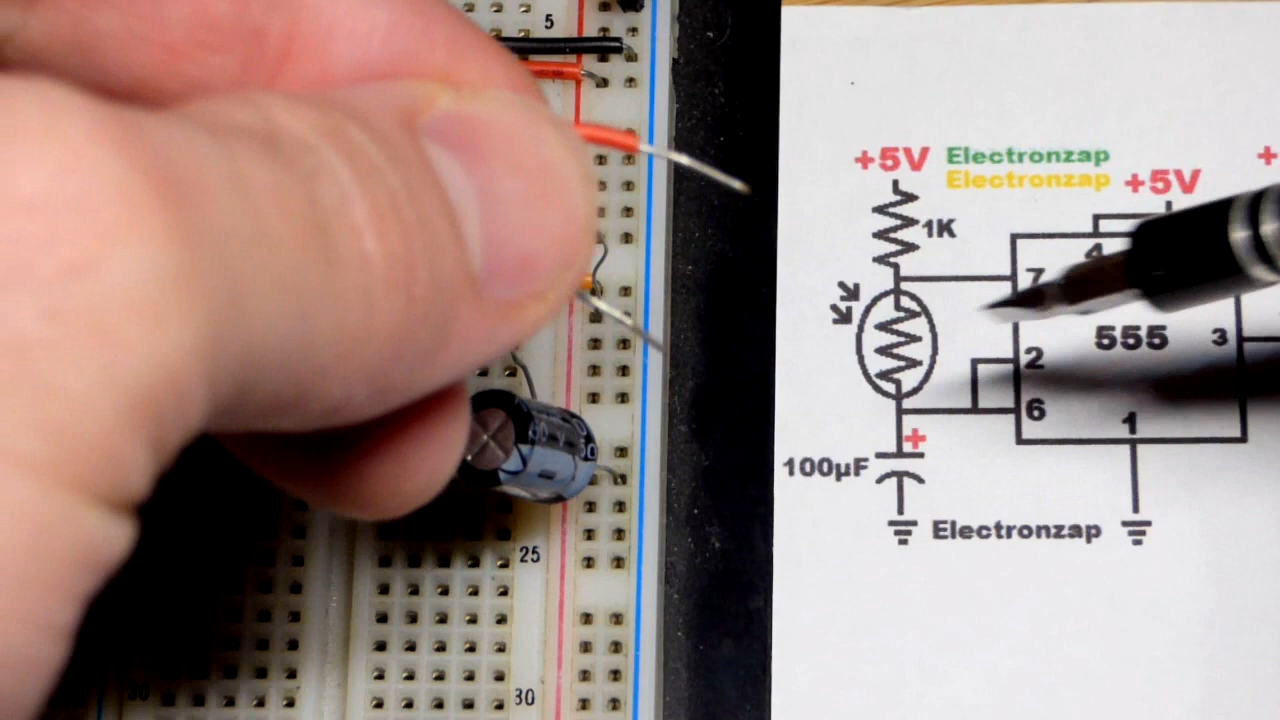 5
25
30
30
+5V
Electronzap
Electronzap
+5V
+
1K
4
7
555
3
2
6
1
+
100µF
Electronzap